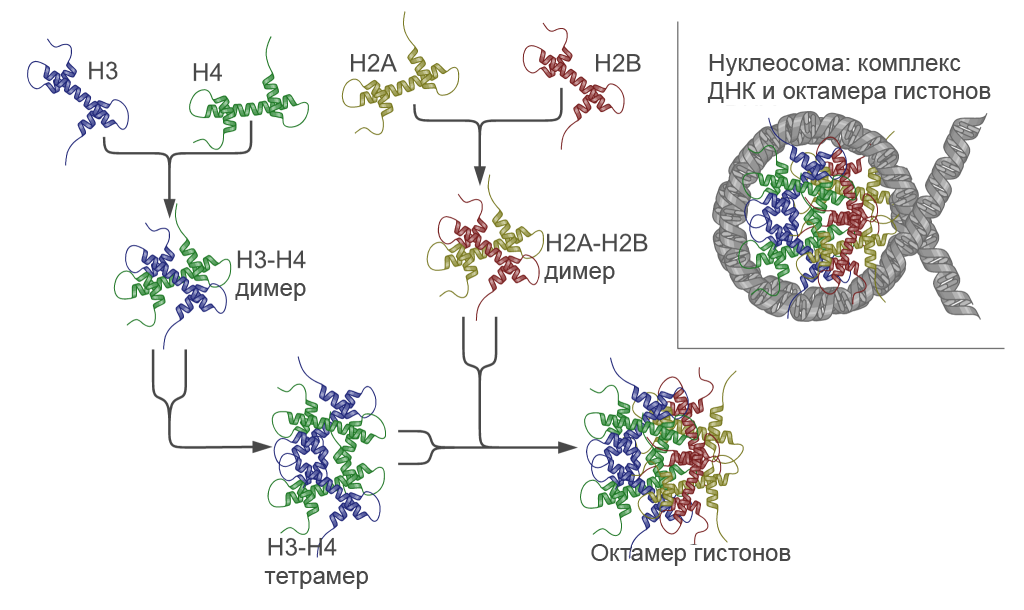 H3
H4
H2A
H2B
Нуклеосома: комплекс
ДНК и октамера гистонов
H3-H4
димер
H2A-H2B
димер
H3-H4
тетрамер
Октамер гистонов